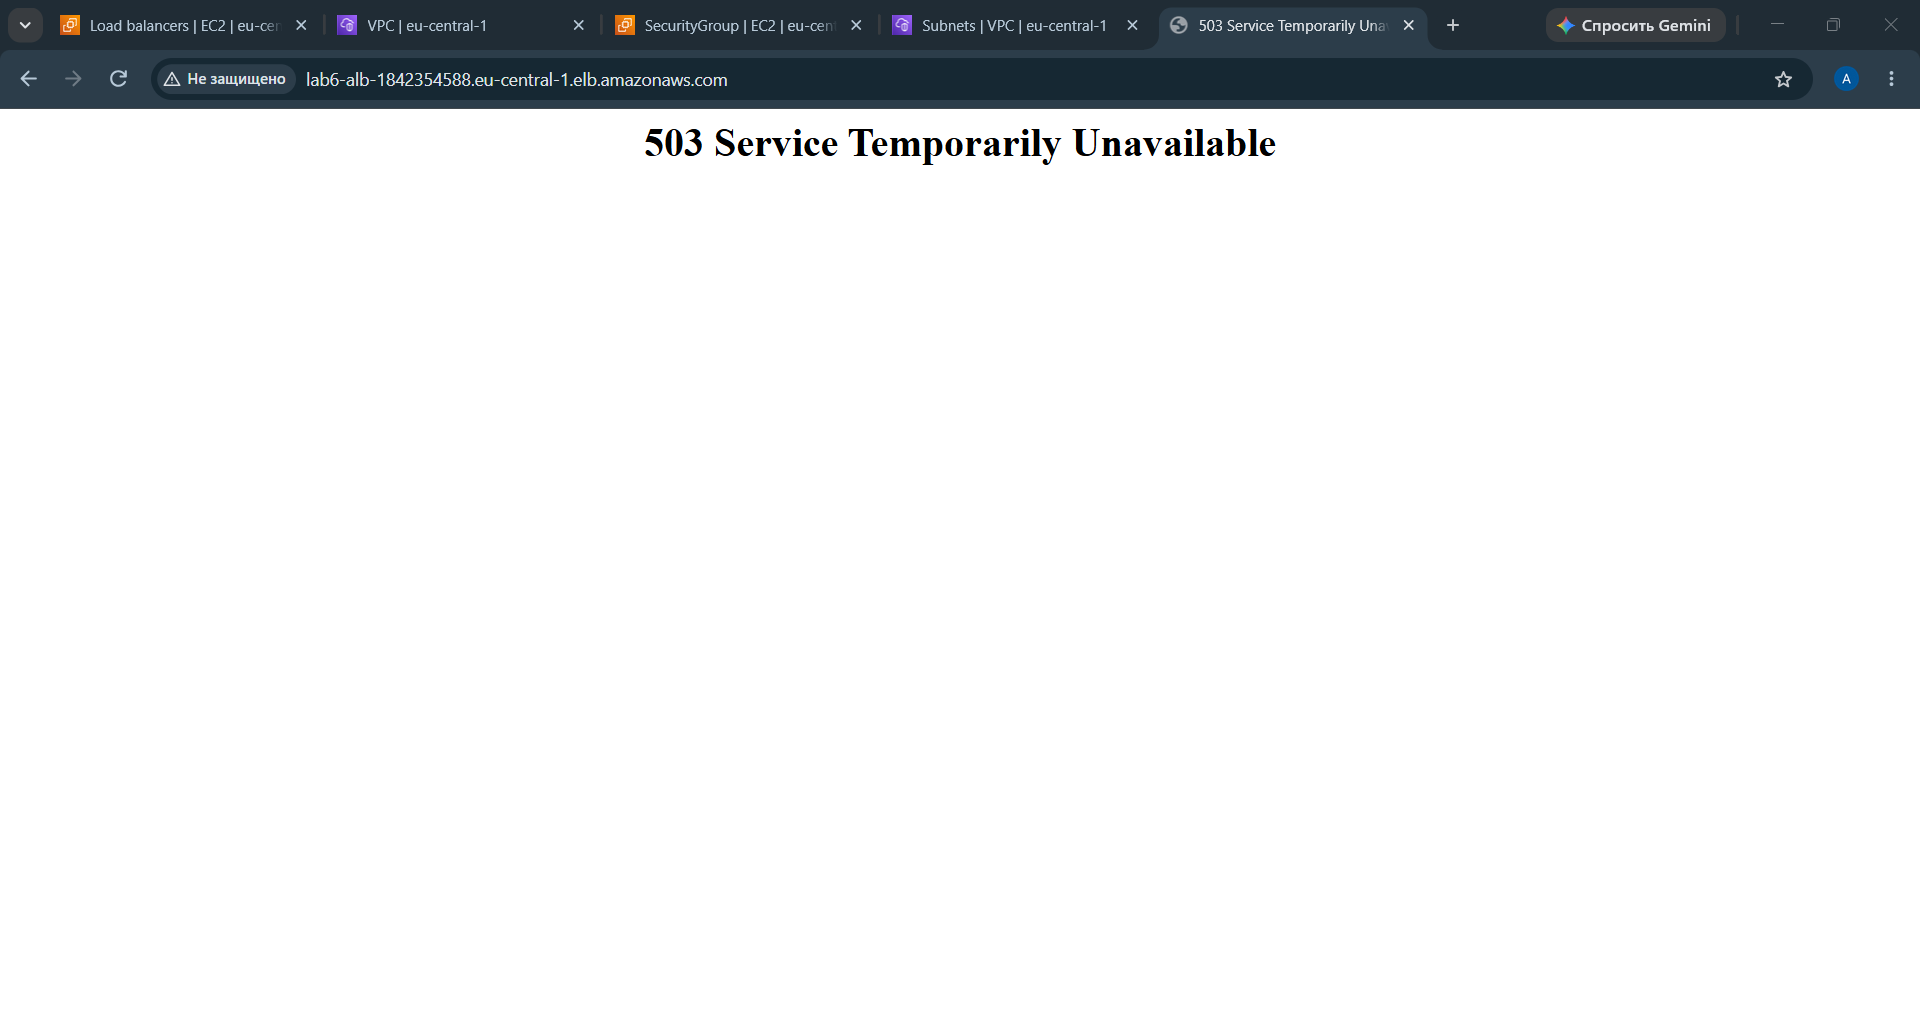 Load balancers | EC2 | eu-cen
VPC | eu-central-1
SecurityGroup | EC2 | eu-cent
Subnets | VPC | eu-central-1
503 Service Temporarily Una
Спросить Gemini
Не защищено
lab6-alb-1842354588.eu-central-1.elb.amazonaws.com
A
503 Service Temporarily Unavailable